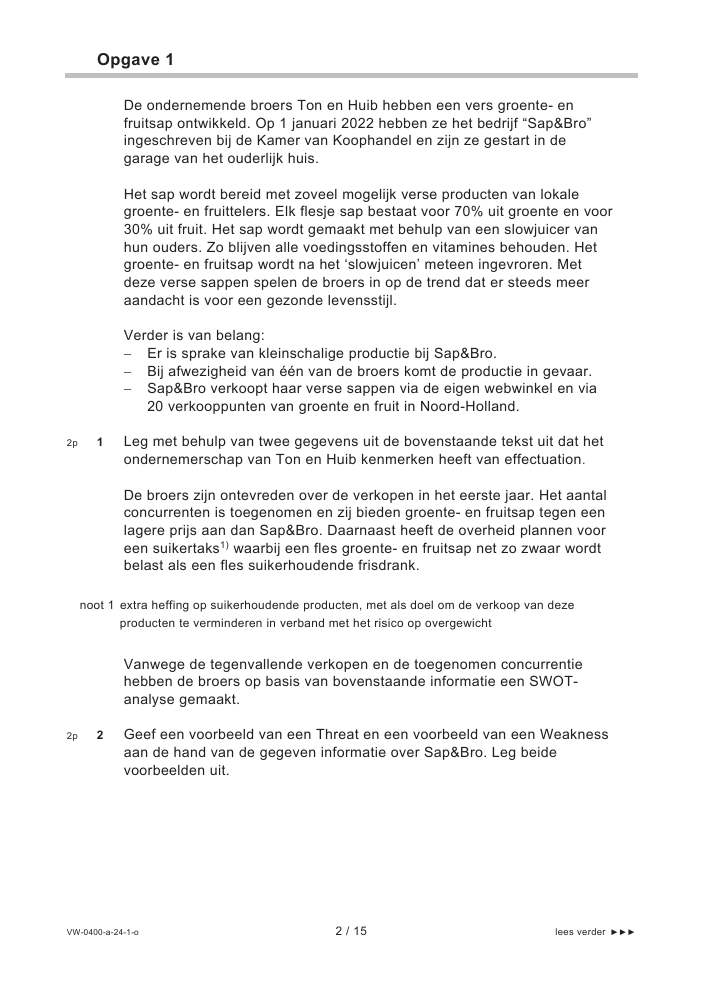 Opgave 1
De ondernemende broers Ton en Huib hebben een vers groente- en
fruitsap ontwikkeld. Op 1 januari 2022 hebben ze het bedrijf “Sap&Bro”
ingeschreven bij de Kamer van Koophandel en zijn ze gestart in de
garage van het ouderlijk huis.
Het sap wordt bereid met zoveel mogelijk verse producten van lokale
groente- en fruittelers. Elk flesje sap bestaat voor 70% uit groente en voor
30% uit fruit. Het sap wordt gemaakt met behulp van een slowjuicer van
hun ouders. Zo blijven alle voedingsstoffen en vitamines behouden. Het
groente- en fruitsap wordt na het ‘slowjuicen’ meteen ingevroren. Met
deze verse sappen spelen de broers in op de trend dat er steeds meer
aandacht is voor een gezonde levensstijl.
Verder is van belang:
– Er is sprake van kleinschalige productie bij Sap&Bro.
– Bij afwezigheid van één van de broers komt de productie in gevaar.
– Sap&Bro verkoopt haar verse sappen via de eigen webwinkel en via
20 verkooppunten van groente en fruit in Noord-Holland.
2p 1 Leg met behulp van twee gegevens uit de bovenstaande tekst uit dat het
ondernemerschap van Ton en Huib kenmerken heeft van effectuation.
De broers zijn ontevreden over de verkopen in het eerste jaar. Het aantal
concurrenten is toegenomen en zij bieden groente- en fruitsap tegen een
lagere prijs aan dan Sap&Bro. Daarnaast heeft de overheid plannen voor
een suikertaks1) waarbij een fles groente- en fruitsap net zo zwaar wordt
belast als een fles suikerhoudende frisdrank.
noot 1 extra heffing op suikerhoudende producten, met als doel om de verkoop van deze
producten te verminderen in verband met het risico op overgewicht
Vanwege de tegenvallende verkopen en de toegenomen concurrentie
hebben de broers op basis van bovenstaande informatie een SWOT-
analyse gemaakt.
2p 2 Geef een voorbeeld van een Threat en een voorbeeld van een Weakness
aan de hand van de gegeven informatie over Sap&Bro. Leg beide
voorbeelden uit.
VW-0400-a-24-1-o 2 / 15 lees verder ►►►